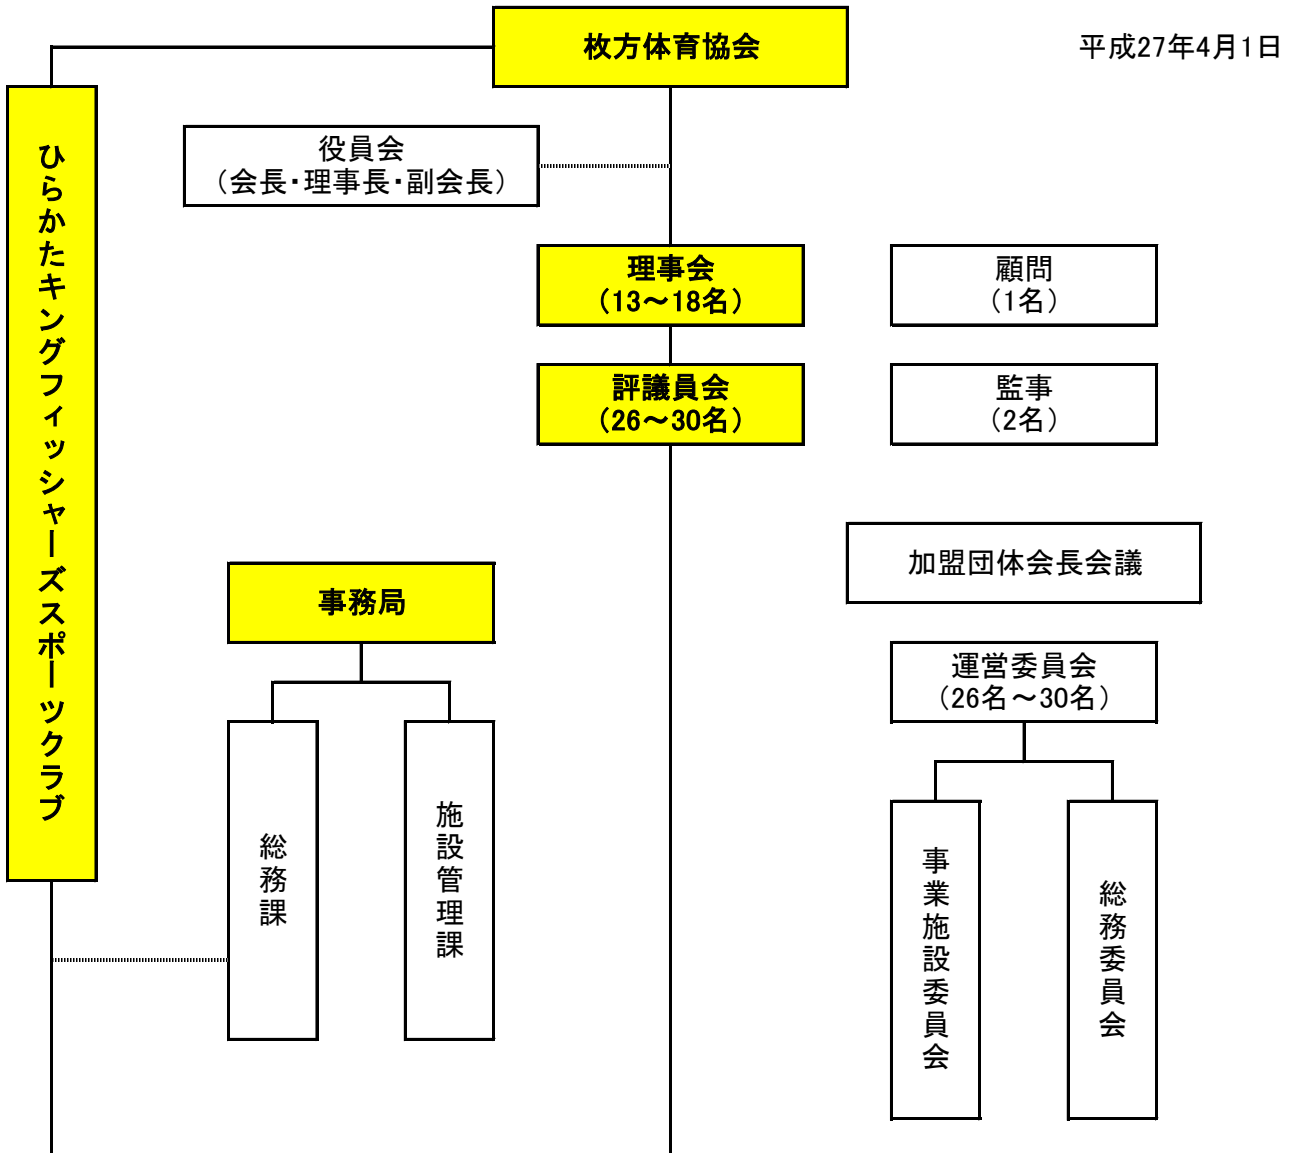 枚方体育協会
平成27年4月1日
ひらかたキングフィッシャーズスポーツクラブ
役員会
(会長・理事長・副会長)
理事会
(13～18名)
顧問
(1名)
評議員会
(26～30名)
監事
(2名)
加盟団体会長会議
事務局
運営委員会
(26名～30名)
総務課
施設管理課
事業施設委員会
総務委員会